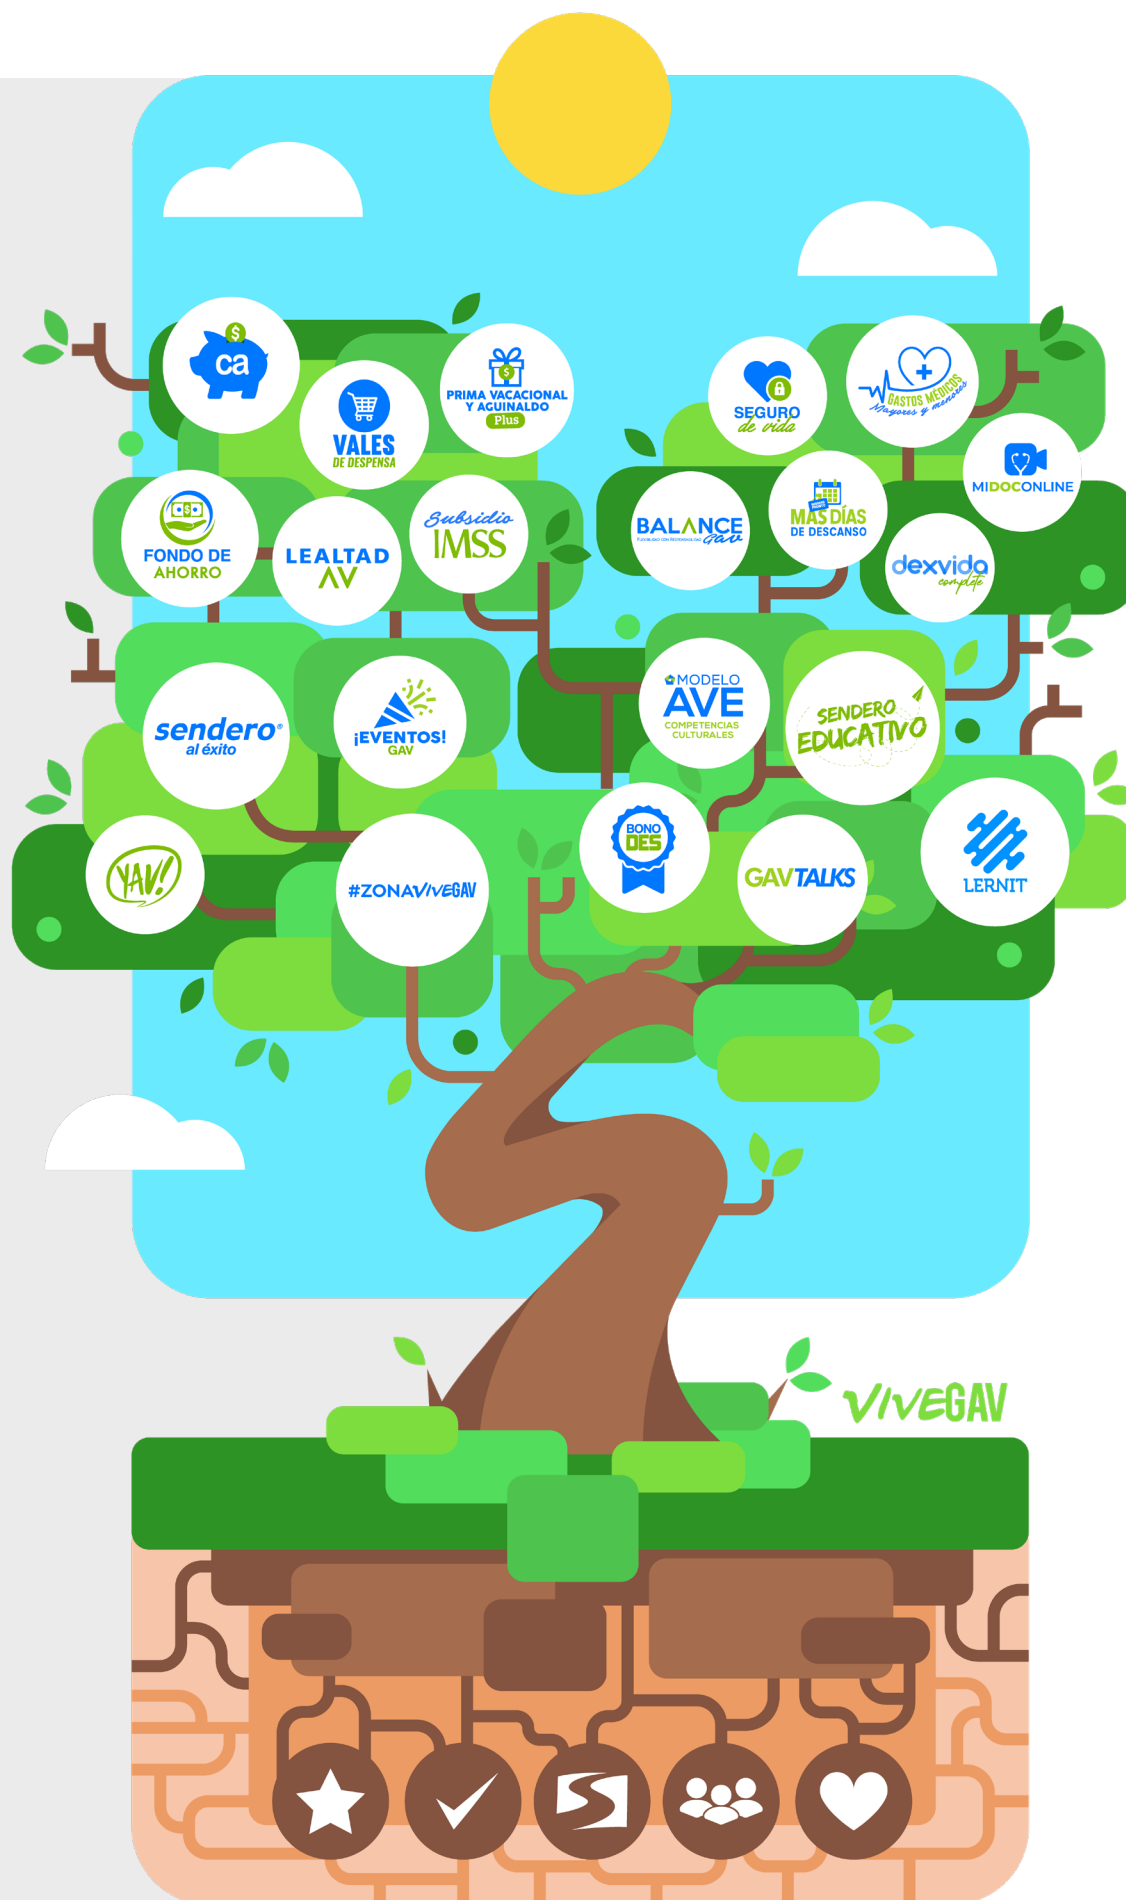 $
ca
VALES
DE DESPENSA
$
PRIMA VACACIONAL
Y AGUINALDO
Plus
SEGURO
de vida
GASTOS MÉDICOS
Mayores y menores
MIDOCONLINE
$
FONDO DE
AHORRO
LEALTAD
AV
Subsidio
IMSS
BALANCE
Gav
MÁS DÍAS
DE DESCANSO
dexvida
complete
sendero®
al éxito
¡EVENTOS!
GAV
MODELO
AVE
COMPETENCIAS
CULTURALES
SENDERO
EDUCATIVO
YAV!
#ZONAVIVEGAV
BONO
DES
GAVTALKS
LERNIT
VIVEGAV